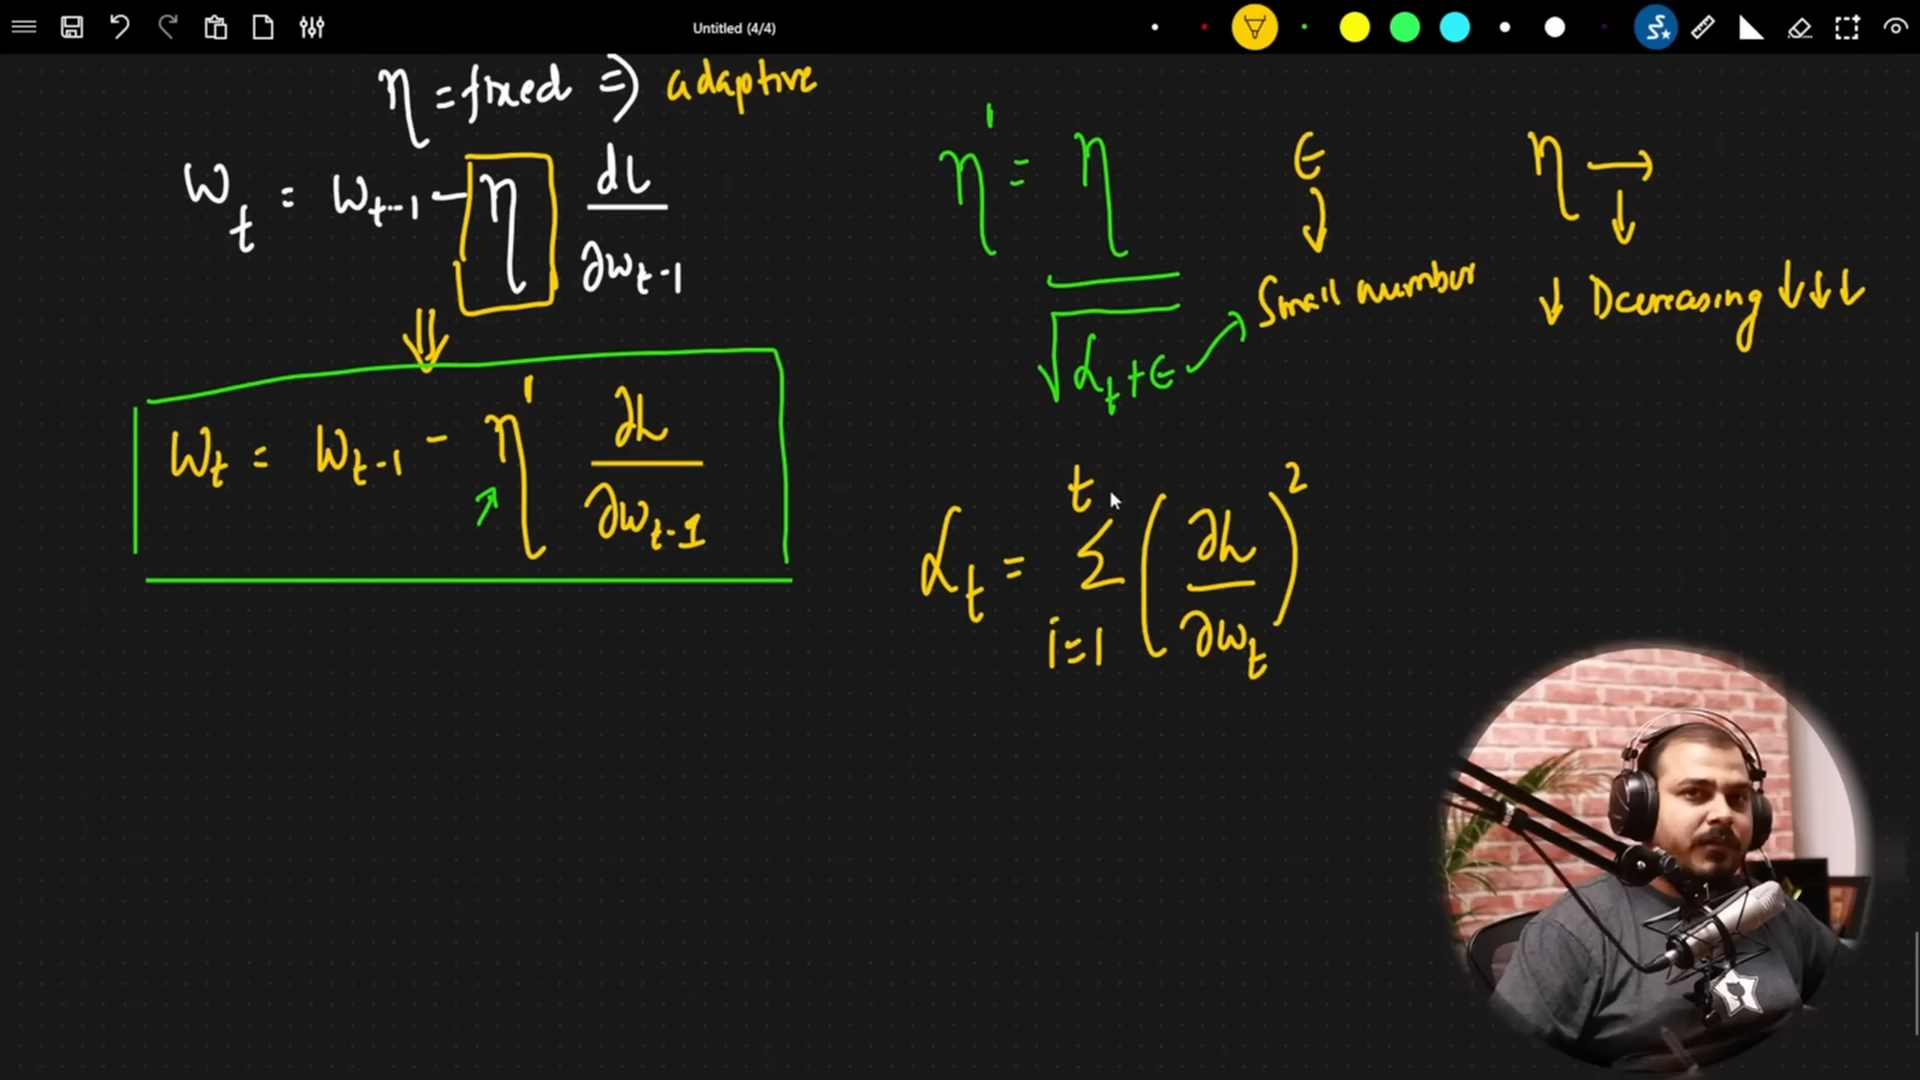 Untitled (4/4)
η = fixed ⇒ adaptive
W_t = W_{t-1} - η dL/∂w_{t-1}
W_t = W_{t-1} - η' ∂L/∂w_{t-1}
η' = η/√(α_t + ϵ)
ϵ
Small number
η →
↓ Dcereasing ↓↓↓
α_t = Σ_{i=1}^{t} (∂L/∂w_t)^2